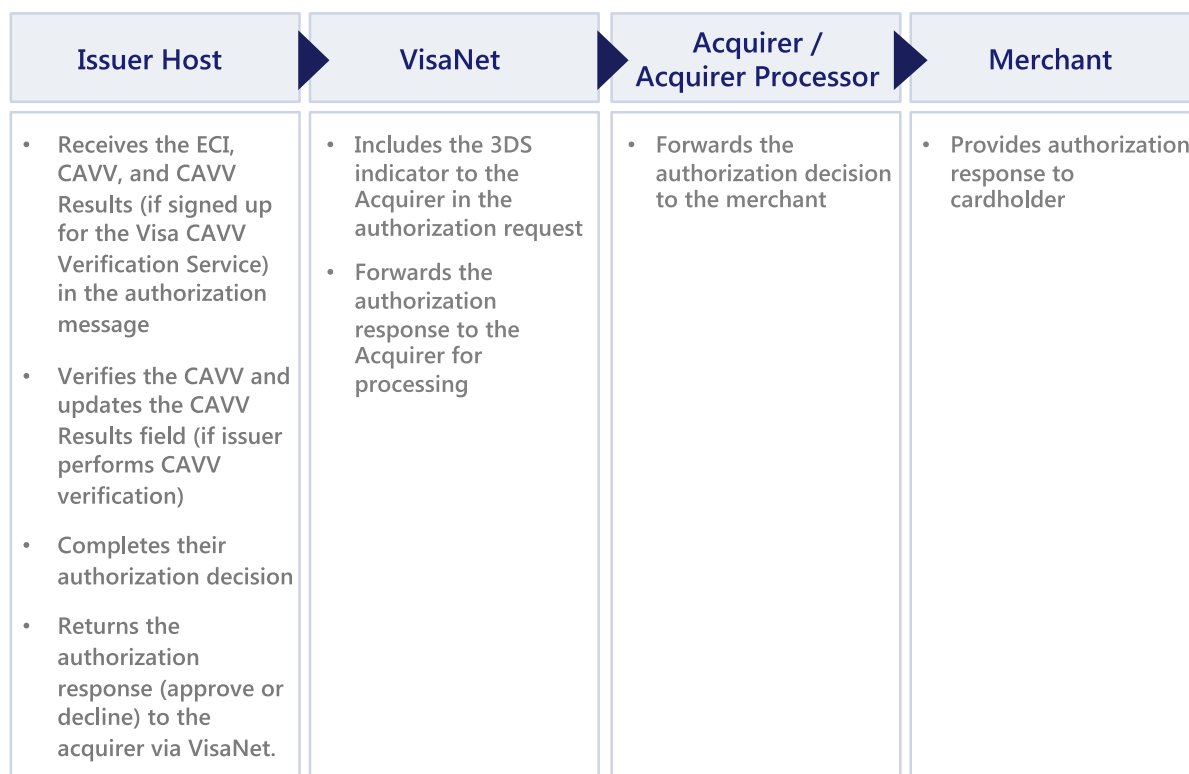 Issuer Host
VisaNet
Acquirer /
Acquirer Processor
Merchant
• Receives the ECI,
CAVV, and CAVV
Results (if signed up
for the Visa CAVV
Verification Service)
in the authorization
message
• Verifies the CAVV and
updates the CAVV
Results field (if issuer
performs CAVV
verification)
• Completes their
authorization decision
• Returns the
authorization
response (approve or
decline) to the
acquirer via VisaNet.
• Includes the 3DS
indicator to the
Acquirer in the
authorization request
• Forwards the
authorization
response to the
Acquirer for
processing
• Forwards the
authorization decision
to the merchant
• Provides authorization
response to
cardholder